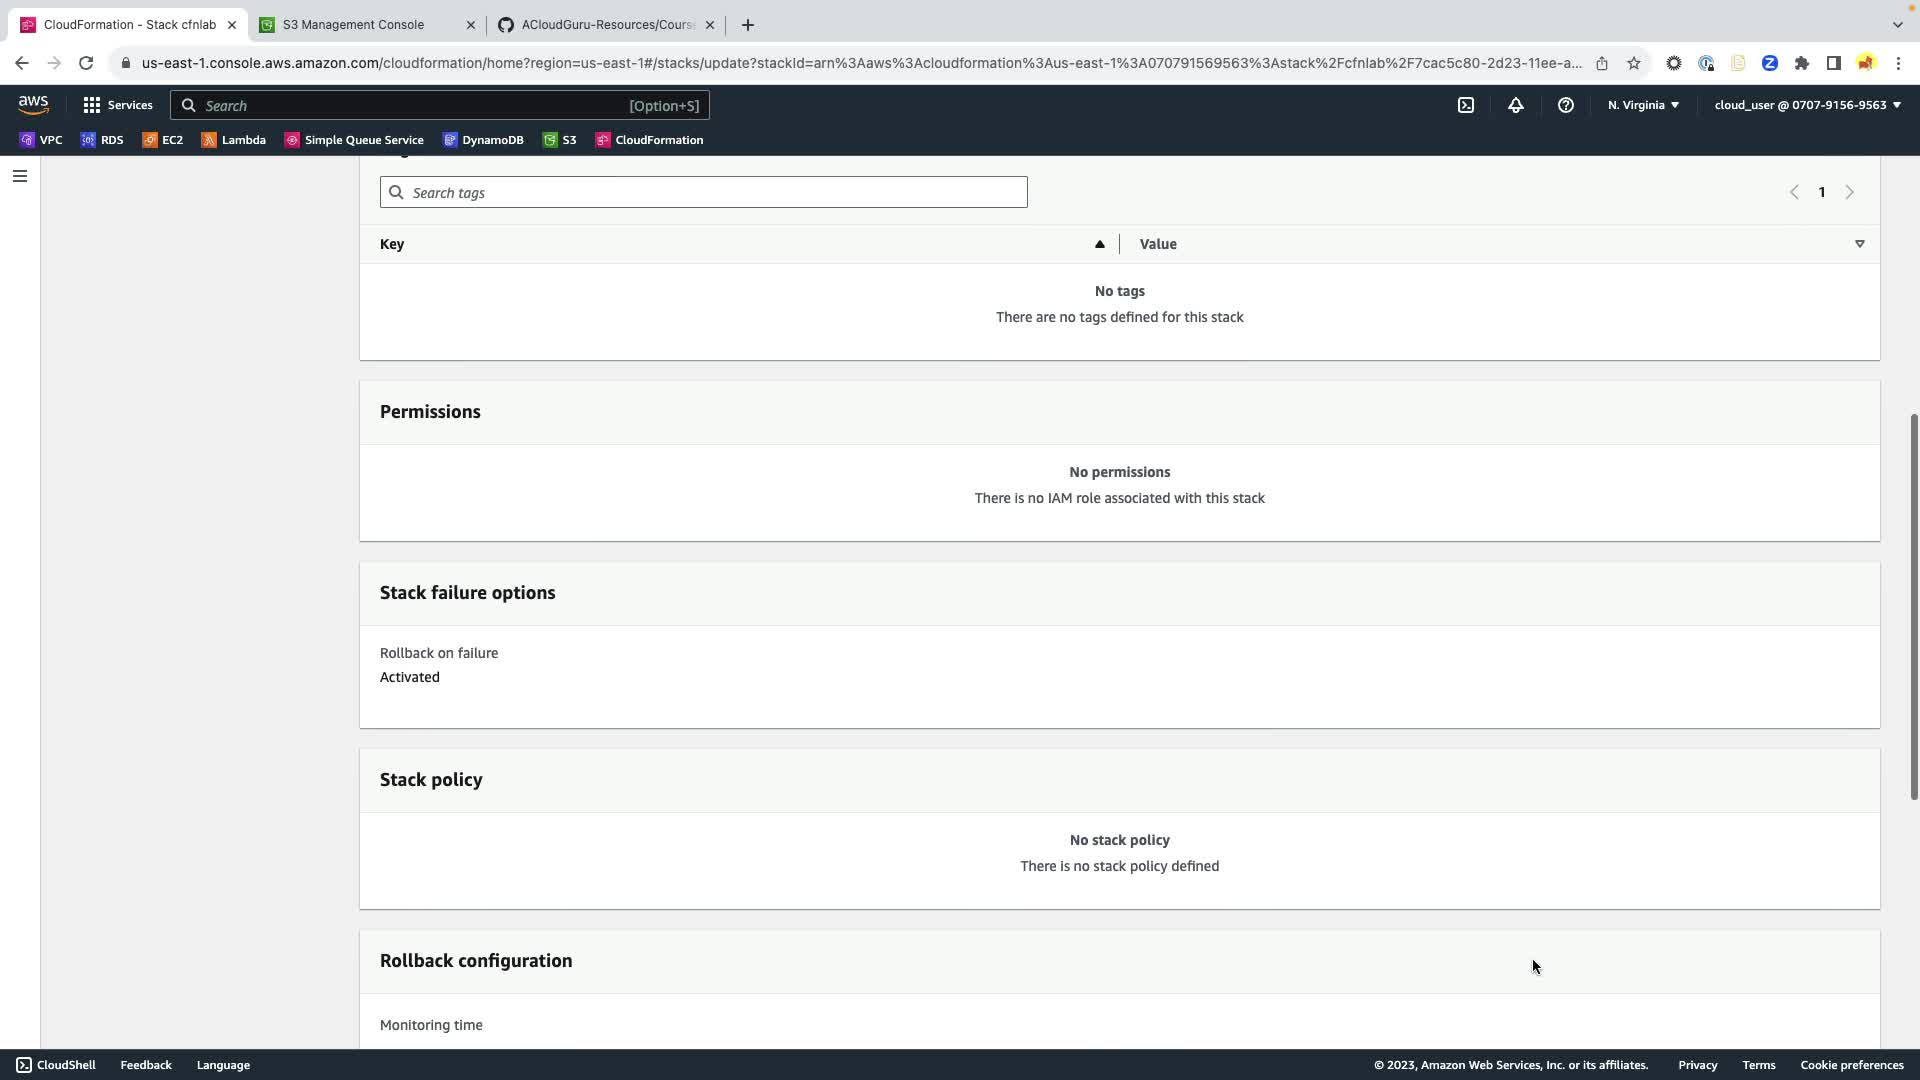 CloudFormation - Stack cfnlab
S3 Management Console
ACloudGuru-Resources/Cours
us-east-1.console.aws.amazon.com/cloudformation/home?region=us-east-1#/stacks/update?stackId=arn%3Aaws%3Acloudformation%3Aus-east-1%3A070791569563%3Astack%2Fcfnlab%2F7cac5c80-2d23-11ee-a...
aws
Services
Search
[Option+S]
N. Virginia
cloud_user @ 0707-9156-9563
VPC
RDS
EC2
Lambda
Simple Queue Service
DynamoDB
S3
CloudFormation
Search tags
1
Key
Value
No tags
There are no tags defined for this stack
Permissions
No permissions
There is no IAM role associated with this stack
Stack failure options
Rollback on failure
Activated
Stack policy
No stack policy
There is no stack policy defined
Rollback configuration
Monitoring time
CloudShell
Feedback
Language
© 2023, Amazon Web Services, Inc. or its affiliates.
Privacy
Terms
Cookie preferences